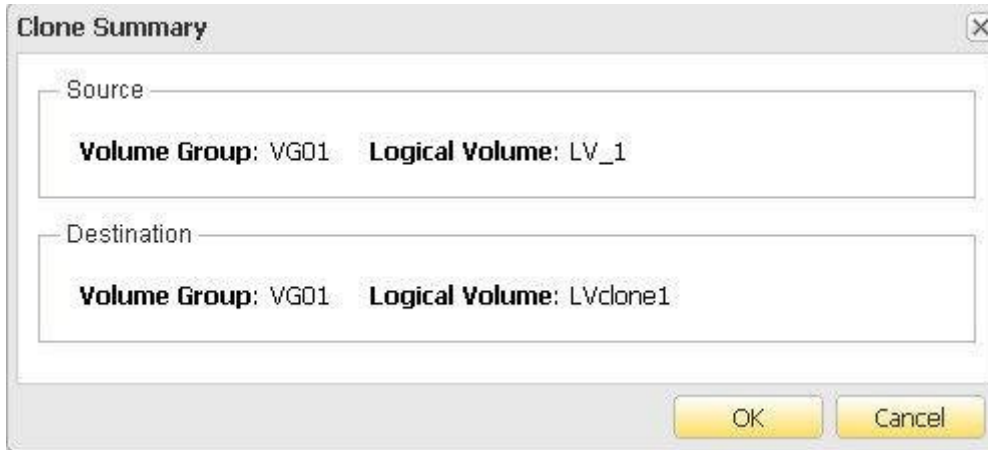 Clone Summary
Source
Volume Group: VG01 Logical Volume: LV_1
Destination
Volume Group: VG01 Logical Volume: LVclone1
OK Cancel